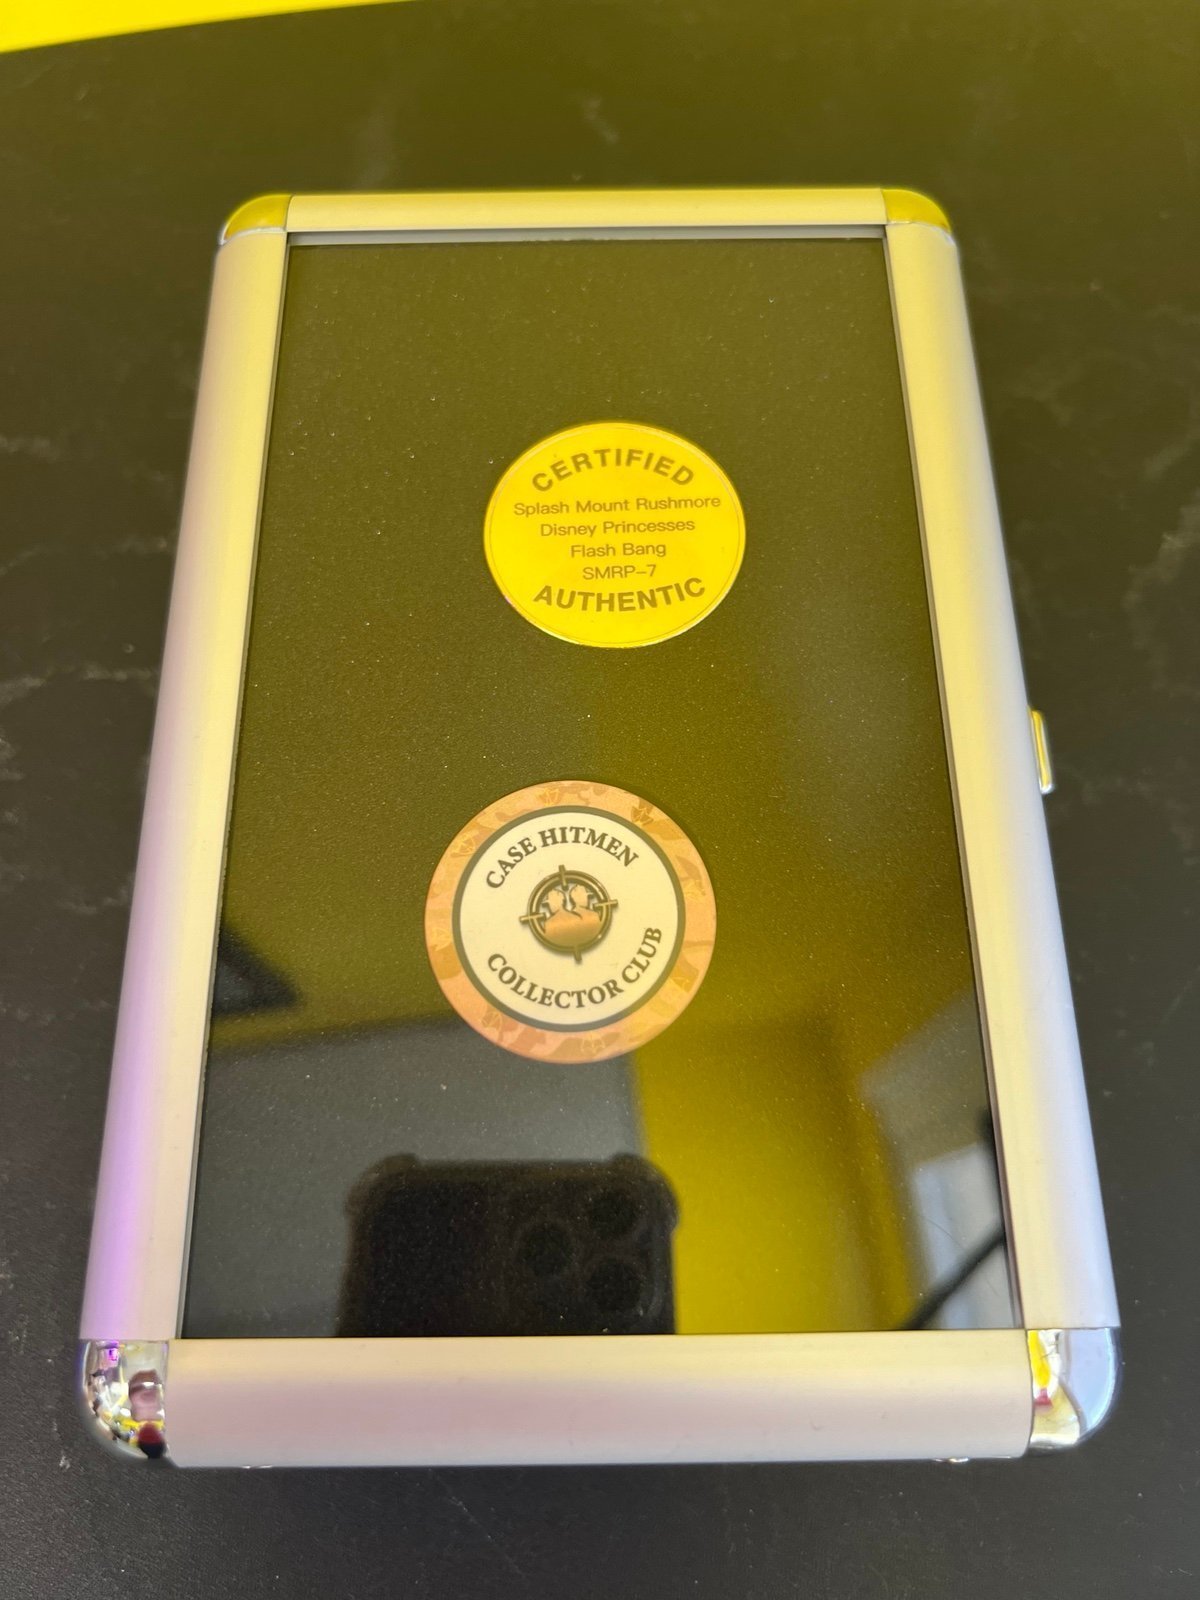 CERTIFIED
Splash Mount Rushmore
Disney Princesses
Flash Bang
SMRP-7
AUTHENTIC
CASE HITMEN
COLLECTOR CLUB